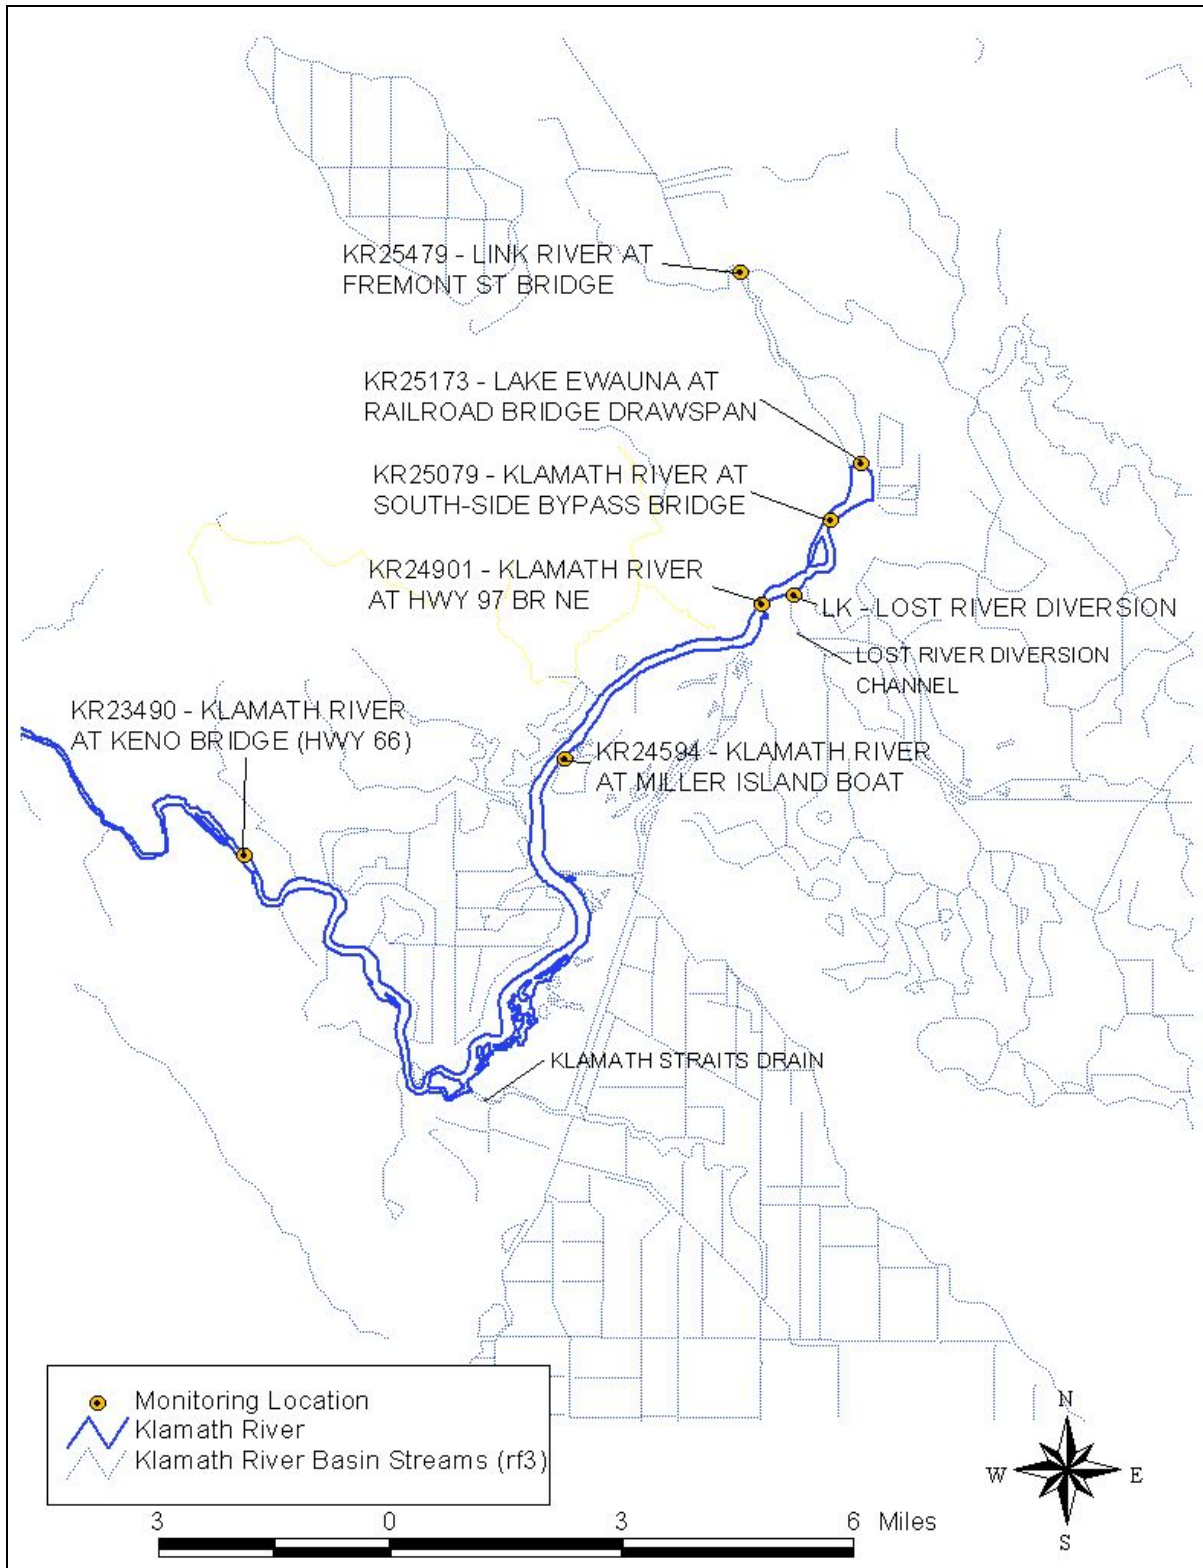 KR25479 - LINK RIVER AT
FREMONT ST BRIDGE
KR25173 - LAKE EWAUNA AT
RAILROAD BRIDGE DRAWSPAN
KR25079 - KLAMATH RIVER AT
SOUTH-SIDE BYPASS BRIDGE
KR24901 - KLAMATH RIVER
AT HWY 97 BR NE
LK - LOST RIVER DIVERSION
LOST RIVER DIVERSION
CHANNEL
KR23490 - KLAMATH RIVER
AT KENO BRIDGE (HWY 66)
KR24594 - KLAMATH RIVER
AT MILLER ISLAND BOAT
KLAMATH STRAITS DRAIN
Monitoring Location
Klamath River
Klamath River Basin Streams (rf3)
N
W E
S
3 0 3 6 Miles